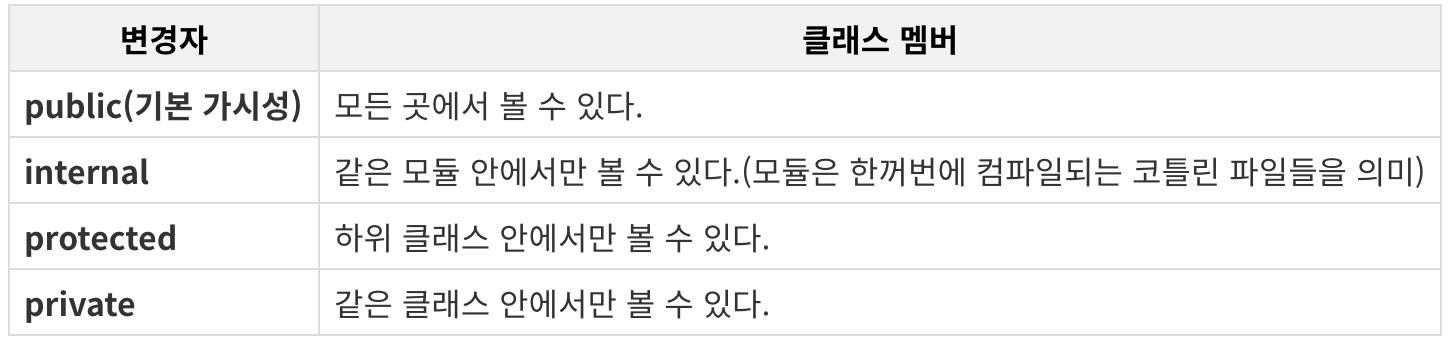 변경자 클래스 멤버
public(기본 가시성) 모든 곳에서 볼 수 있다.
internal 같은 모듈 안에서만 볼 수 있다.(모듈은 한꺼번에 컴파일되는 코틀린 파일들을 의미)
protected 하위 클래스 안에서만 볼 수 있다.
private 같은 클래스 안에서만 볼 수 있다.